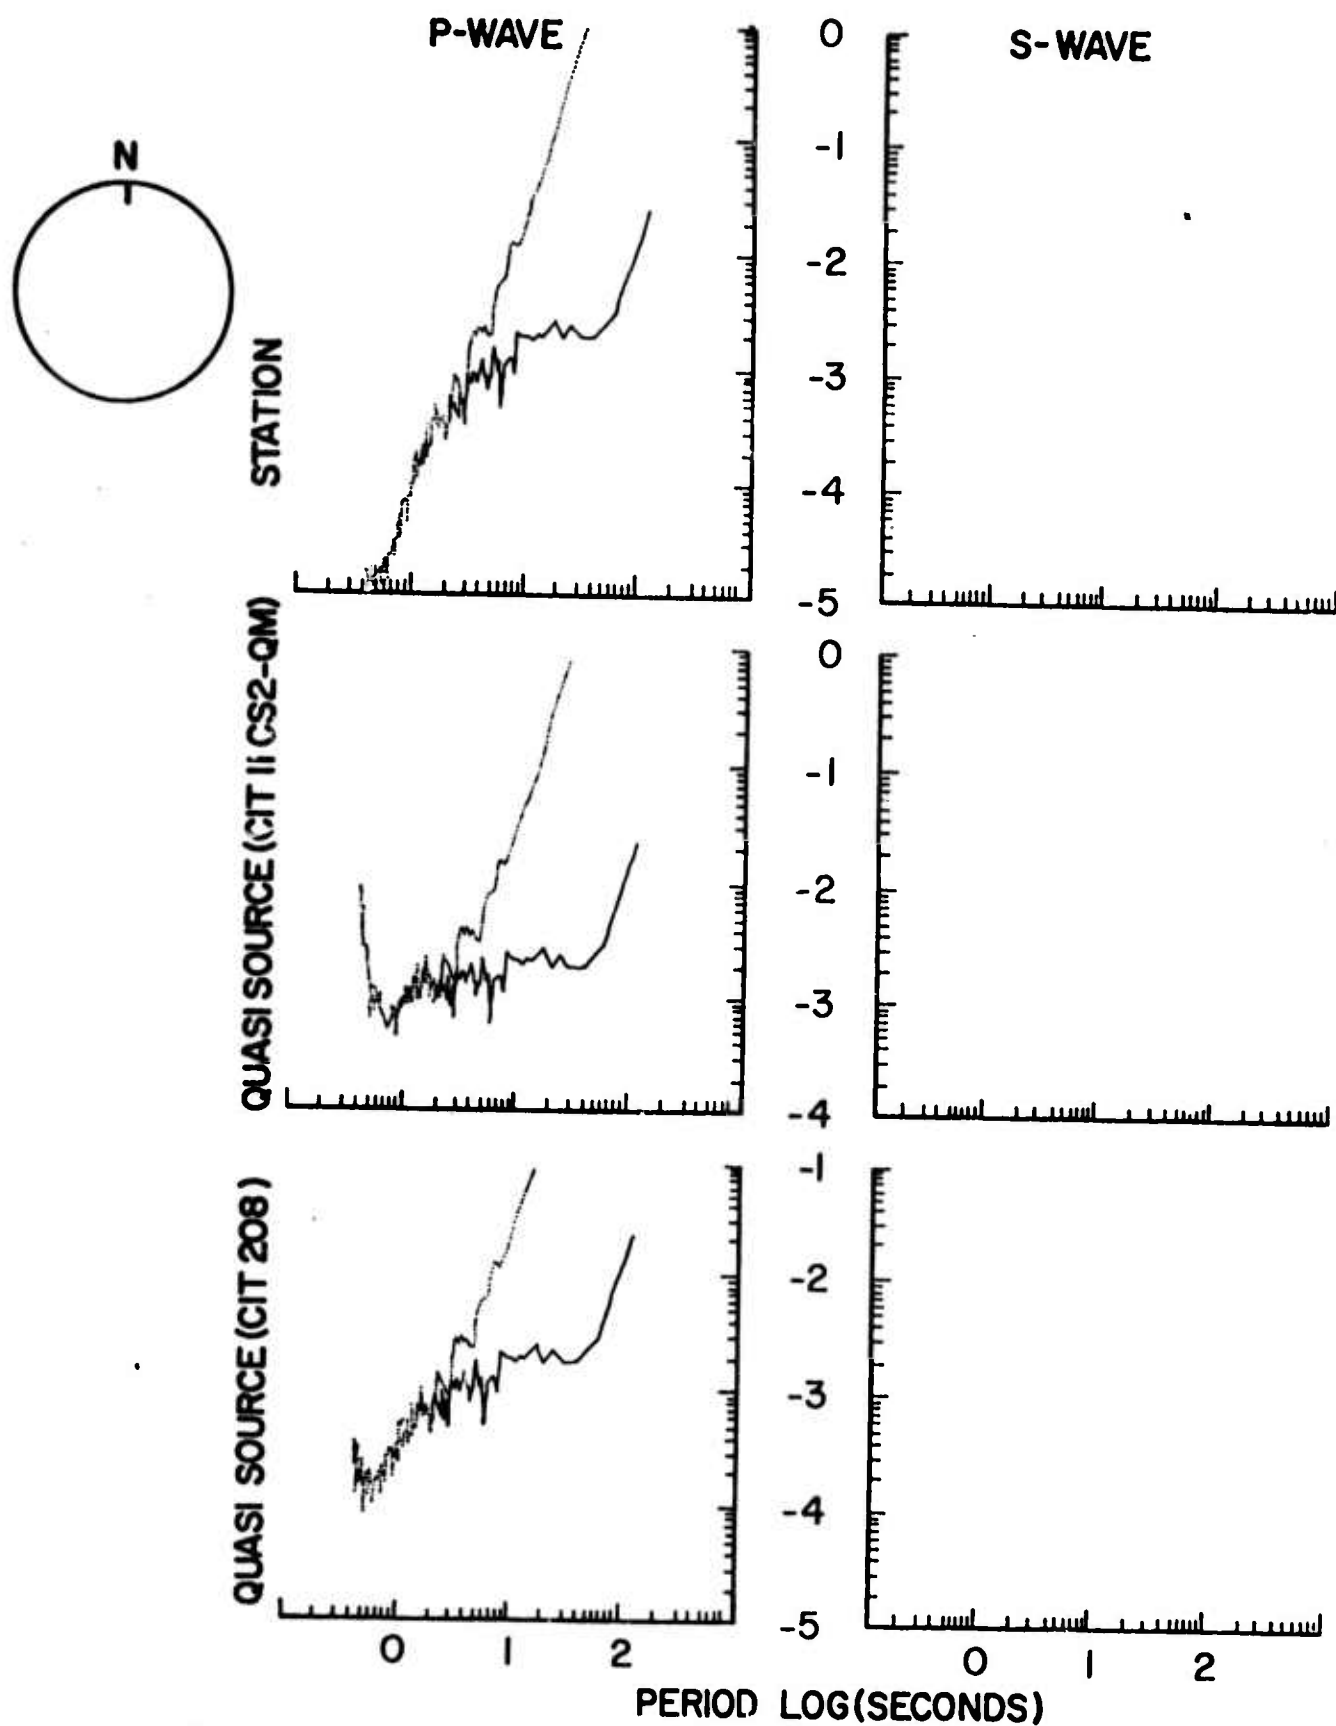 P-WAVE
S-WAVE
N
STATION
0
-1
-2
-3
-4
-5
QUASI SOURCE (CIT 11 CS2-QM)
0
-1
-2
-3
-4
QUASI SOURCE (CIT 208)
-1
-2
-3
-4
-5
0 1 2
0 1 2
PERIOD LOG (SECONDS)